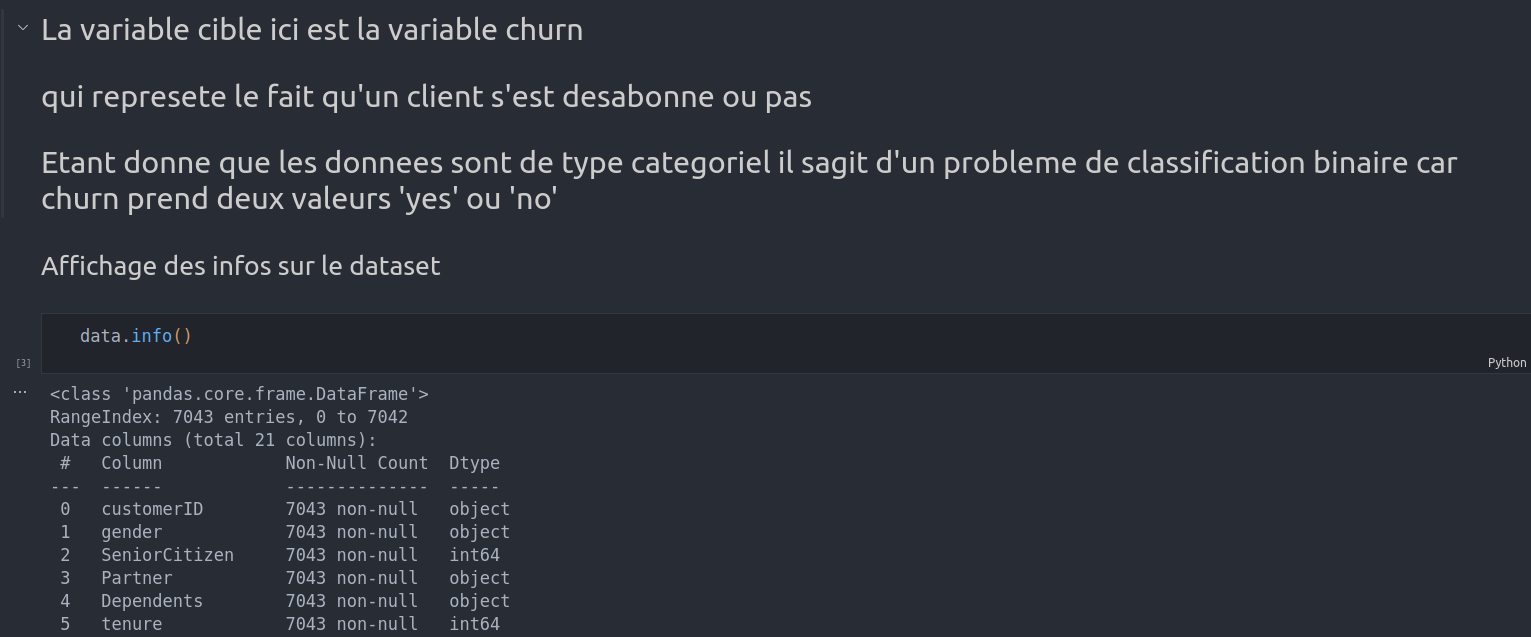 La variable cible ici est la variable churn
qui represete le fait qu'un client s'est desabonne ou pas
Etant donne que les donnees sont de type categoriel il sagit d'un probleme de classification binaire car
churn prend deux valeurs 'yes' ou 'no'
Affichage des infos sur le dataset
data.info()
[3]
Python
...
<class 'pandas.core.frame.DataFrame'>
RangeIndex: 7043 entries, 0 to 7042
Data columns (total 21 columns):
 #   Column            Non-Null Count  Dtype
---  ------            --------------  -----
 0   customerID        7043 non-null   object
 1   gender            7043 non-null   object
 2   SeniorCitizen     7043 non-null   int64
 3   Partner           7043 non-null   object
 4   Dependents        7043 non-null   object
 5   tenure            7043 non-null   int64